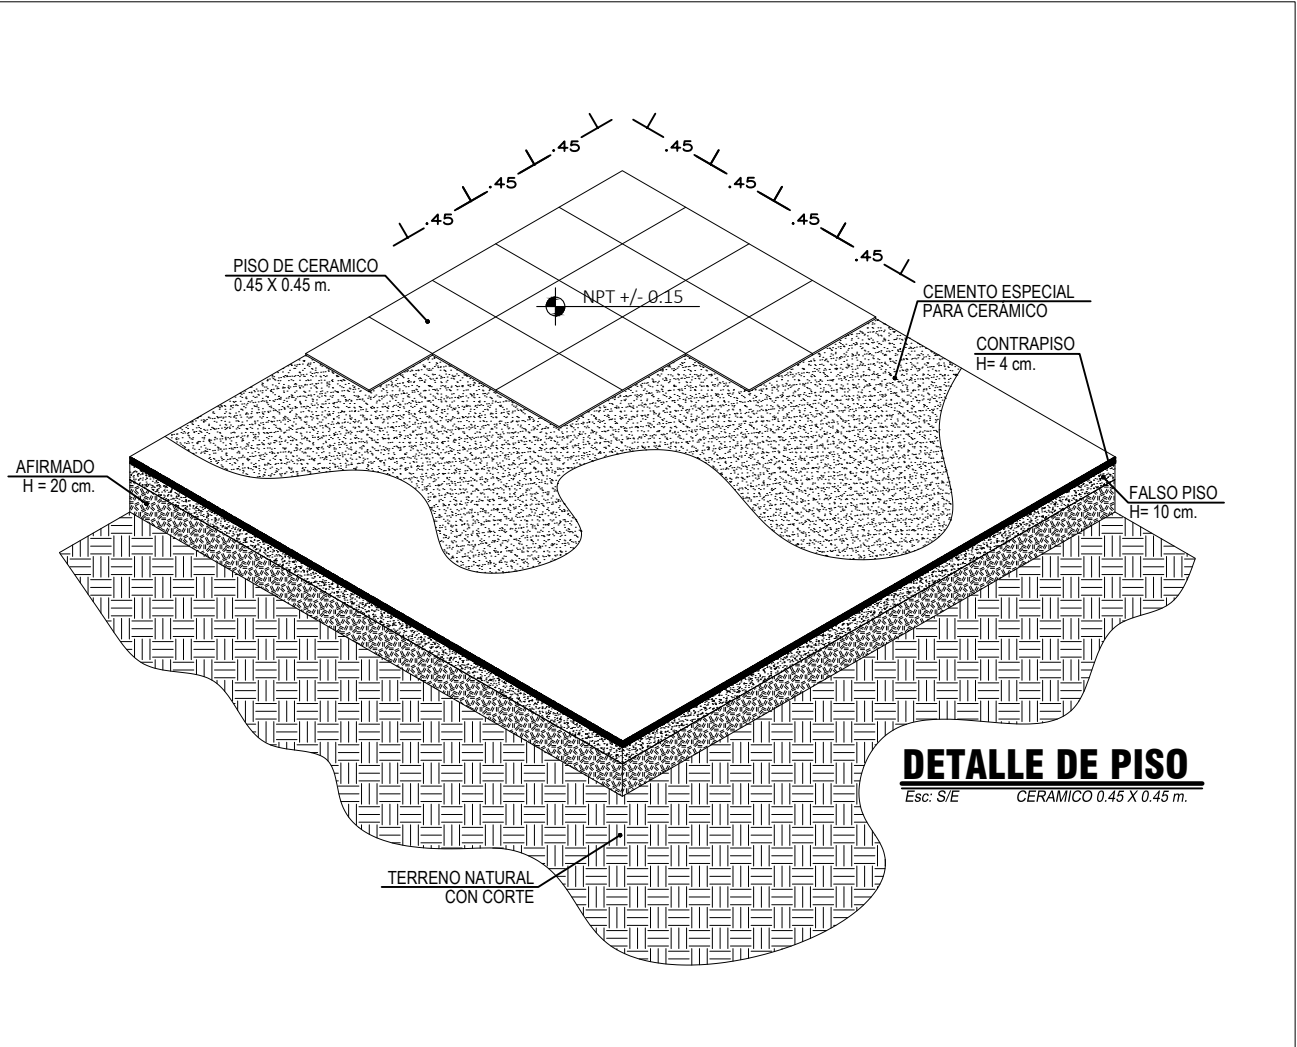 .45
.45
.45
.45
.45
.45
.45
PISO DE CERAMICO
0.45 X 0.45 m.
NPT +/- 0.15
CEMENTO ESPECIAL
PARA CERAMICO
CONTRAPISO
H= 4 cm.
AFIRMADO
H = 20 cm.
FALSO PISO
H= 10 cm.
DETALLE DE PISO
Esc: S/E CERAMICO 0.45 X 0.45 m.
TERRENO NATURAL
CON CORTE